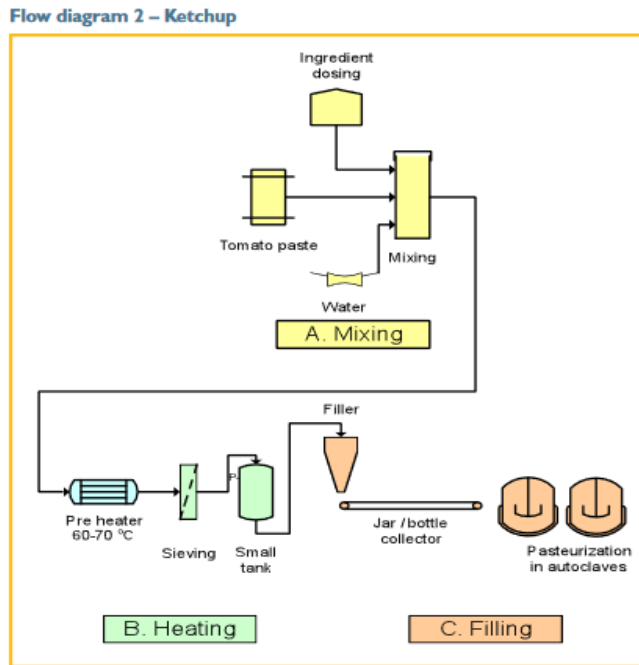 Flow diagram 2 – Ketchup
Ingredient
dosing
Tomato paste
Mixing
Water
A. Mixing
Filler
Pre heater
60-70 ºC
Sieving
P
Small
tank
Jar / bottle
collector
Pasteurization
in autoclaves
B. Heating
C. Filling